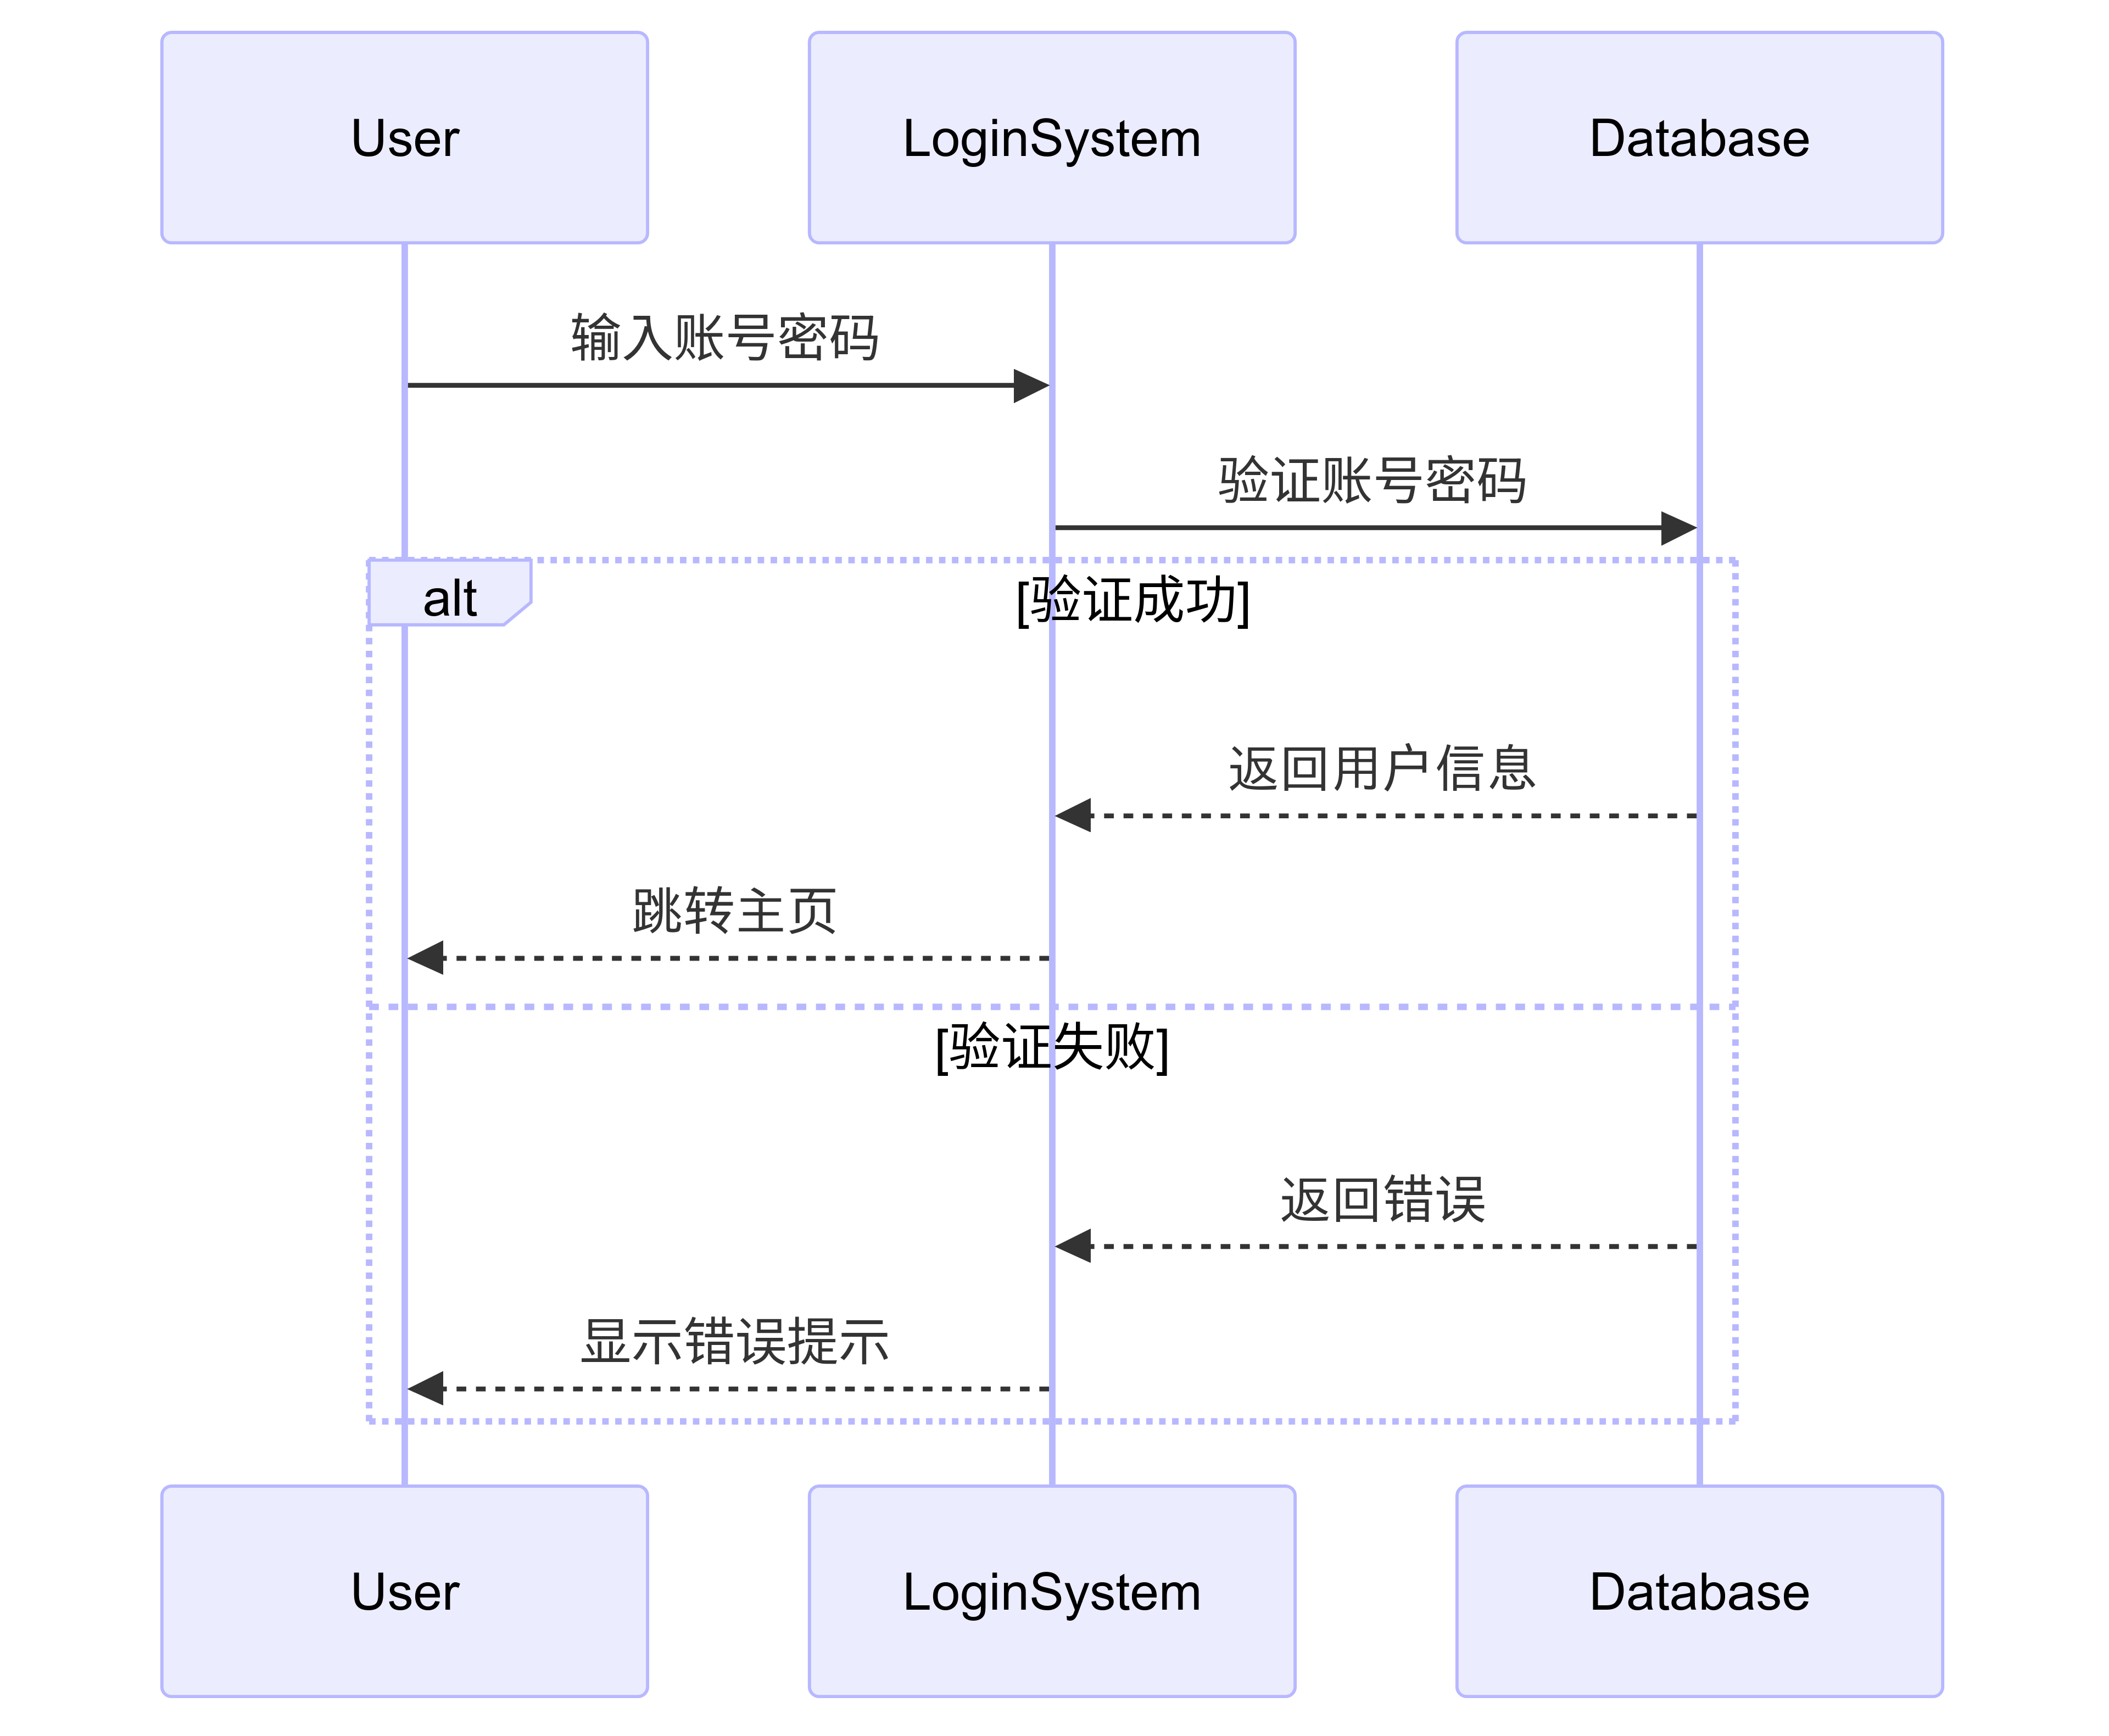 User
LoginSystem
Database
输入账号密码
验证账号密码
alt
[验证成功]
返回用户信息
跳转主页
[验证失败]
返回错误
显示错误提示
User
LoginSystem
Database